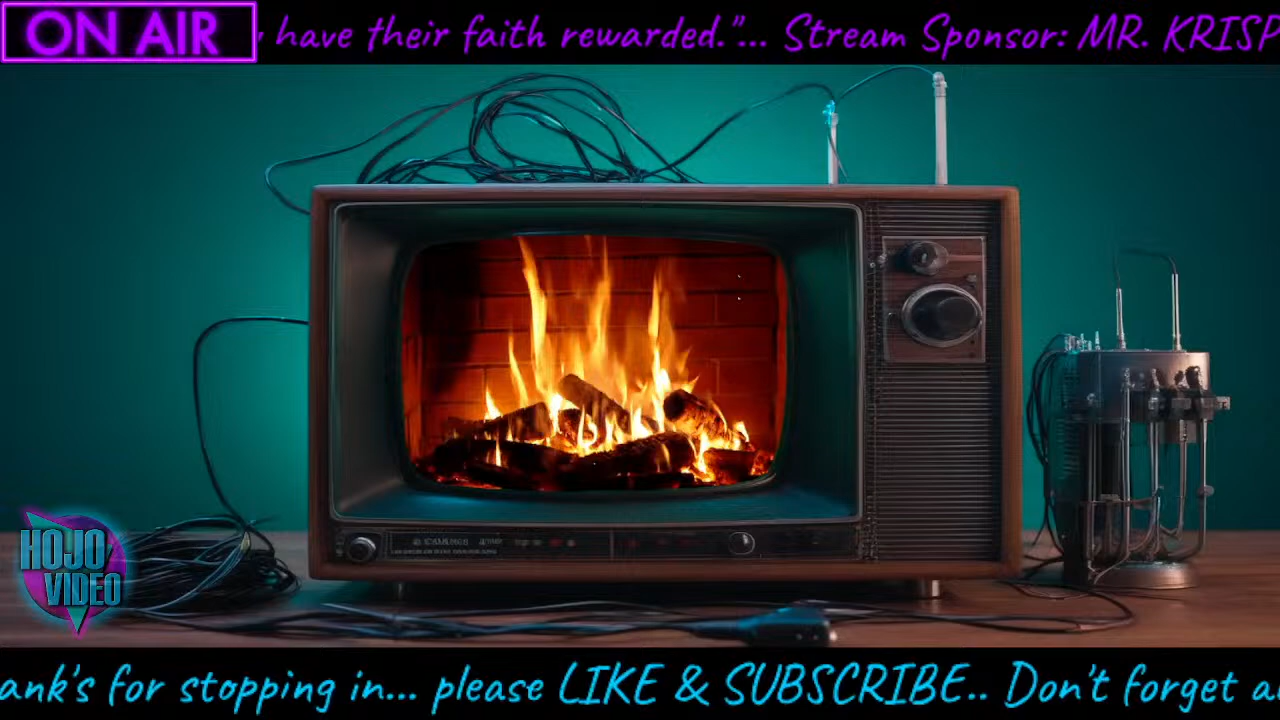 ON AIR
have their faith rewarded."... Stream Sponsor: MR. KRISP
HOJO
VIDEO
ank's for stopping in... please LIKE & SUBSCRIBE.. Don't forget a